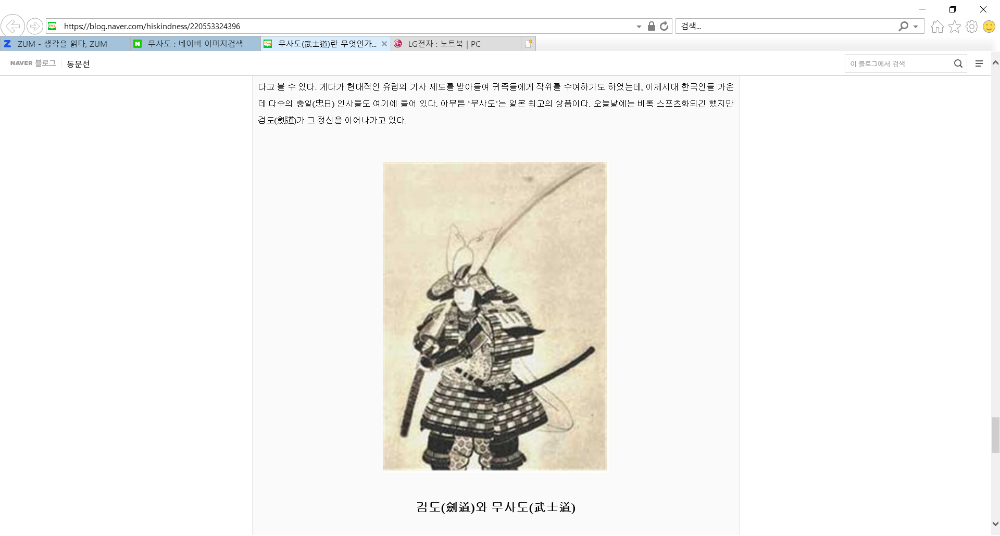 https://blog.naver.com/hiskindness/220553324396
검색...
ZUM - 생각을 읽다, ZUM
무사도 : 네이버 이미지검색
무사도(武士道)란 무엇인가...
LG전자 : 노트북 | PC
NAVER 블로그
동문선
이 블로그에서 검색
다고 볼 수 있다. 게다가 현대적인 유럽의 기사 제도를 받아들여 귀족들에게 작위를 수여하기도 하였는데, 이제시대 한국인들 가운
데 다수의 충일(忠日) 인사들도 여기에 들어 있다. 아무튼 ‘무사도’는 일본 최고의 상품이다. 오늘날에는 비록 스포츠화되긴 했지만
검도(劍道)가 그 정신을 이어나가고 있다.
검도(劍道)와 무사도(武士道)